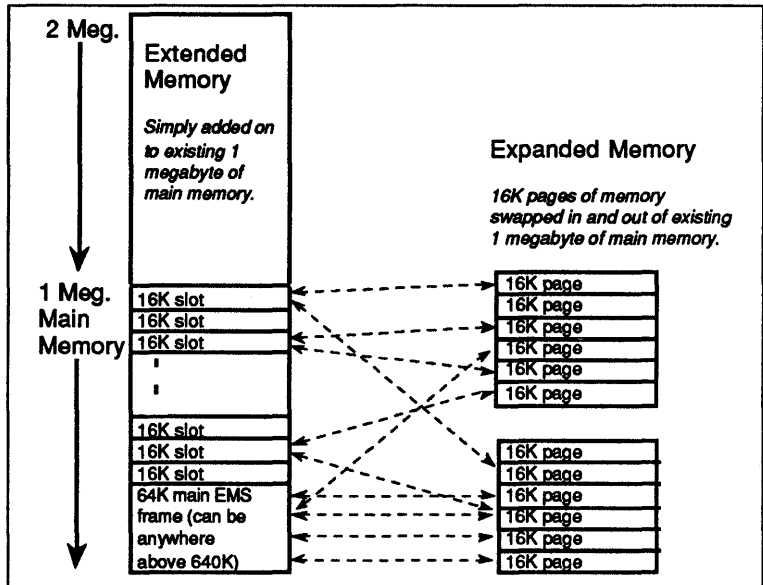 2 Meg.
Extended
Memory
Simply added on
to existing 1
megabyte of
main memory.
1 Meg.
Main
Memory
16K slot
16K slot
16K slot
16K slot
16K slot
16K slot
64K main EMS
frame (can be
anywhere
above 640K)
Expanded Memory
16K pages of memory
swapped in and out of existing
1 megabyte of main memory.
16K page
16K page
16K page
16K page
16K page
16K page
16K page
16K page
16K page
16K page
16K page
16K page